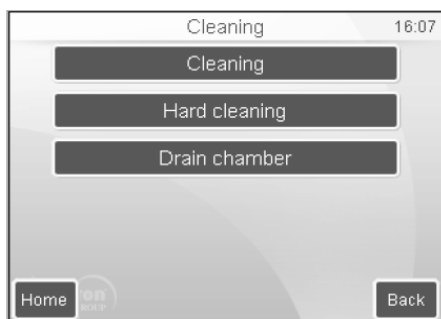 Cleaning 16:07
Cleaning
Hard cleaning
Drain chamber
Home Back